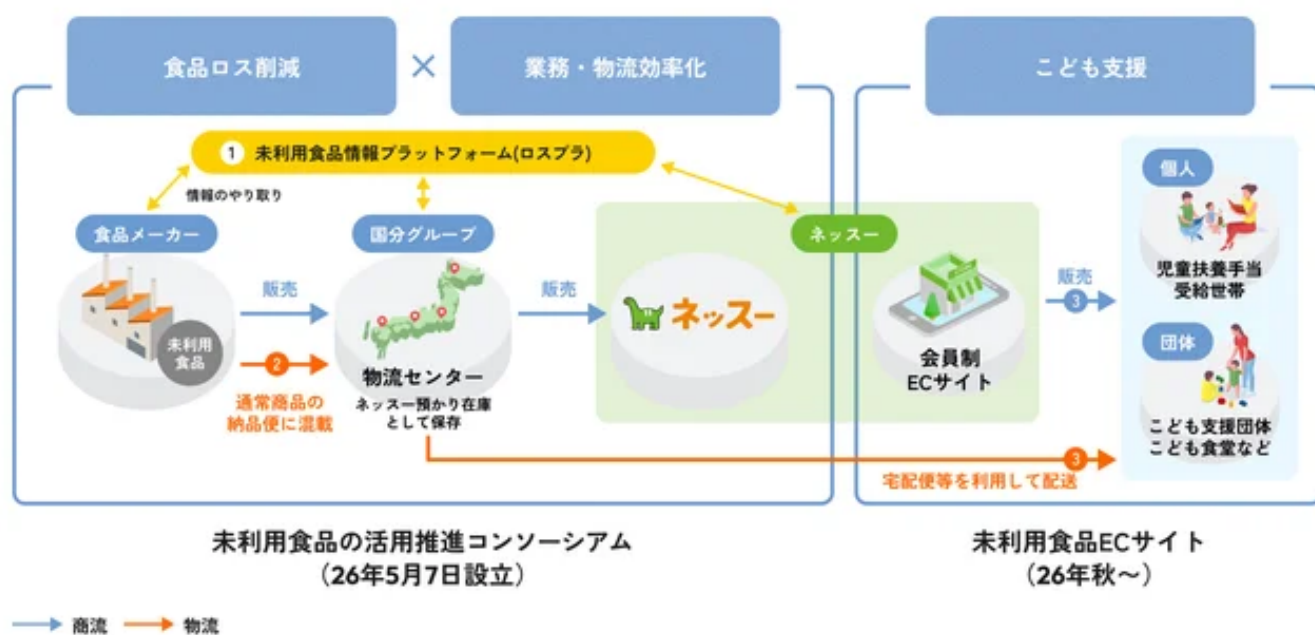 食品ロス削減
×
業務・物流効率化
こども支援
1 未利用食品情報プラットフォーム(ロスプラ)
情報のやり取り
食品メーカー
国分グループ
ネッスー
個人
児童扶養手当
受給世帯
販売
販売
販売
3
未利用
食品
ネッスー
2
通常商品の
納品便に混載
物流センター
ネッスー預かり在庫
として保存
会員制
ECサイト
団体
こども支援団体
こども食堂など
3
宅配便等を利用して配送
未利用食品の活用推進コンソーシアム
(26年5月7日設立)
未利用食品ECサイト
(26年秋〜)
商流
物流